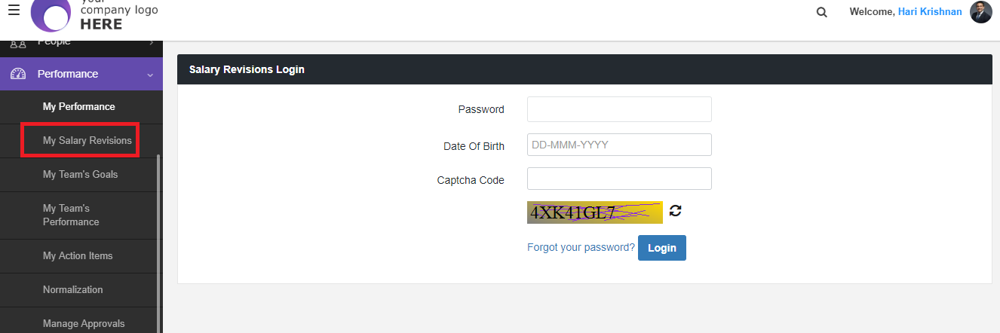 your
company logo
HERE
Welcome, Hari Krishnan
People
Performance
My Performance
My Salary Revisions
My Team's Goals
My Team's
Performance
My Action Items
Normalization
Manage Approvals
Salary Revisions Login
Password
Date Of Birth
DD-MMM-YYYY
Captcha Code
4XK41GL7
Forgot your password?
Login